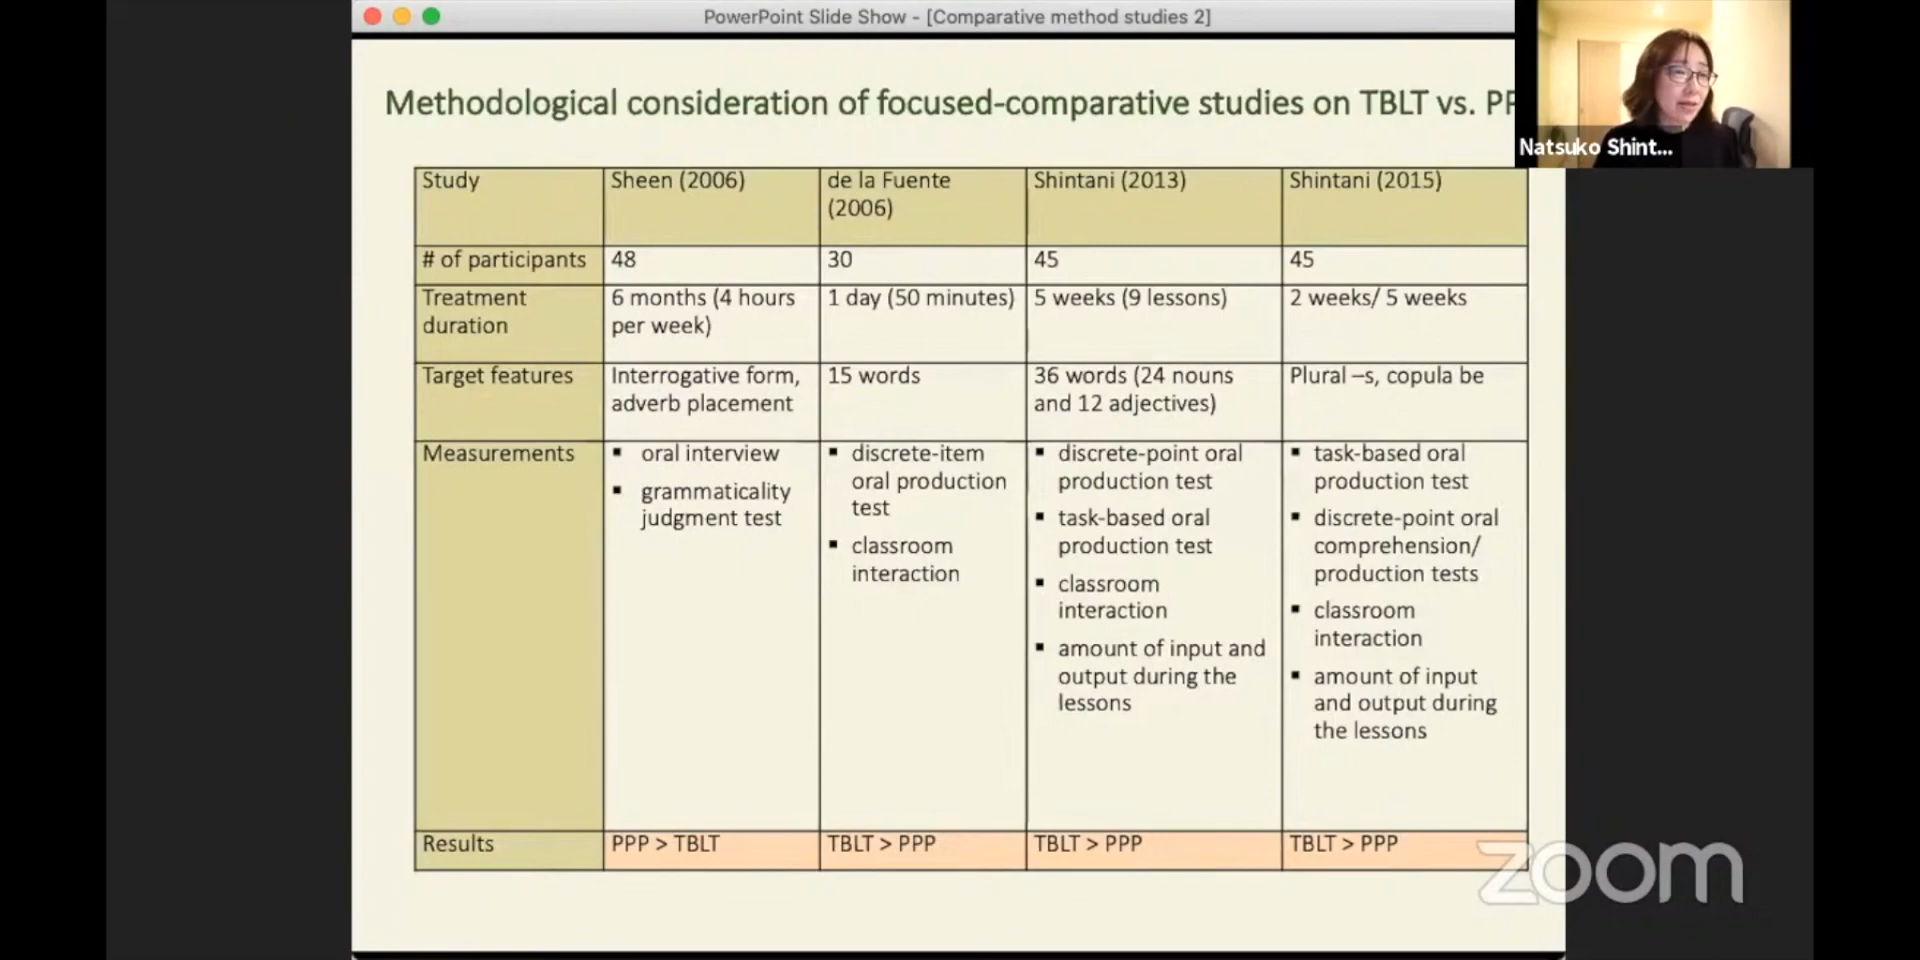 PowerPoint Slide Show - [Comparative method studies 2]
Methodological consideration of focused-comparative studies on TBLT vs.
Natsuko Shint...
Study
Sheen (2006)
de la Fuente
(2006)
Shintani (2013)
Shintani (2015)
# of participants
48
30
45
45
Treatment
duration
6 months (4 hours
per week)
1 day (50 minutes)
5 weeks (9 lessons)
2 weeks/ 5 weeks
Target features
Interrogative form,
adverb placement
15 words
36 words (24 nouns
and 12 adjectives)
Plural –s, copula be
Measurements
▪ oral interview
▪ grammaticality
judgment test
▪ discrete-item
oral production
test
▪ classroom
interaction
▪ discrete-point oral
production test
▪ task-based oral
production test
▪ classroom
interaction
▪ amount of input and
output during the
lessons
▪ task-based oral
production test
▪ discrete-point oral
comprehension/
production tests
▪ classroom
interaction
▪ amount of input
and output during
the lessons
Results
PPP > TBLT
TBLT > PPP
TBLT > PPP
TBLT > PPP
zoom